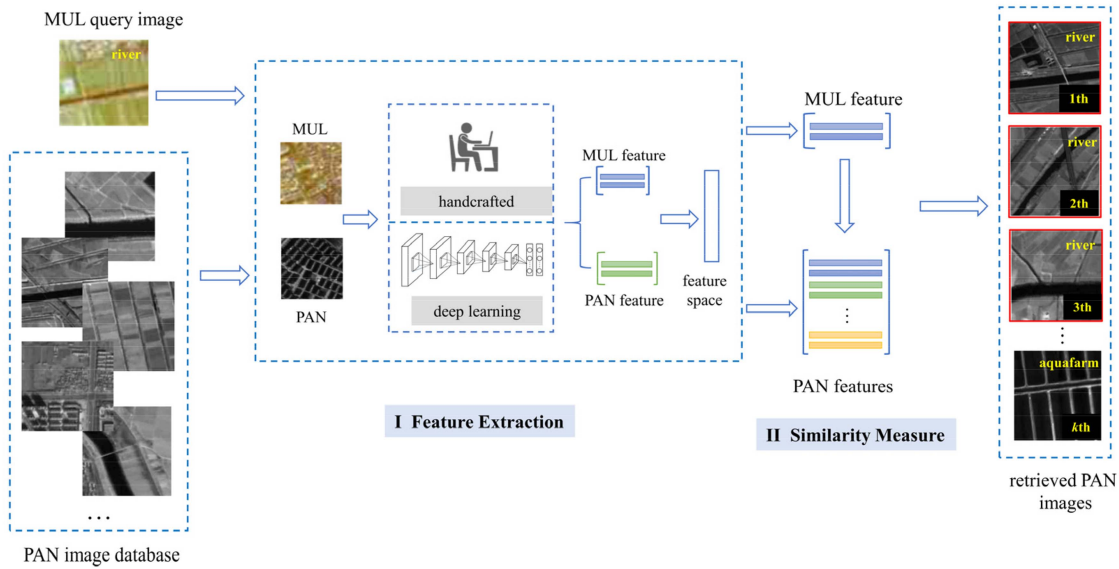 MUL query image
river
PAN image database
...
MUL
PAN
handcrafted
deep learning
MUL feature
PAN feature
feature
space
I Feature Extraction
MUL feature
PAN features
II Similarity Measure
river
1th
river
2th
river
3th
aquafarm
kth
retrieved PAN
images